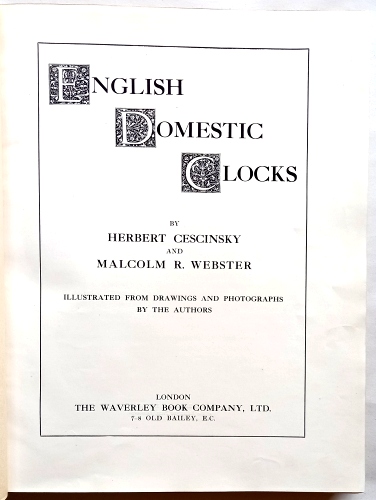 ENGLISH
DOMESTIC
CLOCKS
BY
HERBERT CESCINSKY
AND
MALCOLM R. WEBSTER
ILLUSTRATED FROM DRAWINGS AND PHOTOGRAPHS
BY THE AUTHORS
LONDON
THE WAVERLEY BOOK COMPANY, LTD.
7-8 OLD BAILEY, E.C.